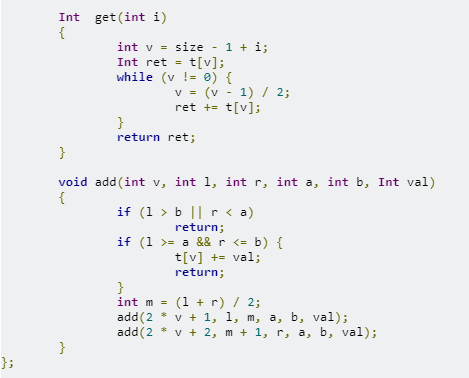 Int  get(int i)
{
int v = size - 1 + i;
Int ret = t[v];
while (v != 0) {
v = (v - 1) / 2;
ret += t[v];
}
return ret;
}
void add(int v, int l, int r, int a, int b, Int val)
{
if (l > b || r < a)
return;
if (l >= a && r <= b) {
t[v] += val;
return;
}
int m = (l + r) / 2;
add(2 * v + 1, l, m, a, b, val);
add(2 * v + 2, m + 1, r, a, b, val);
}
};